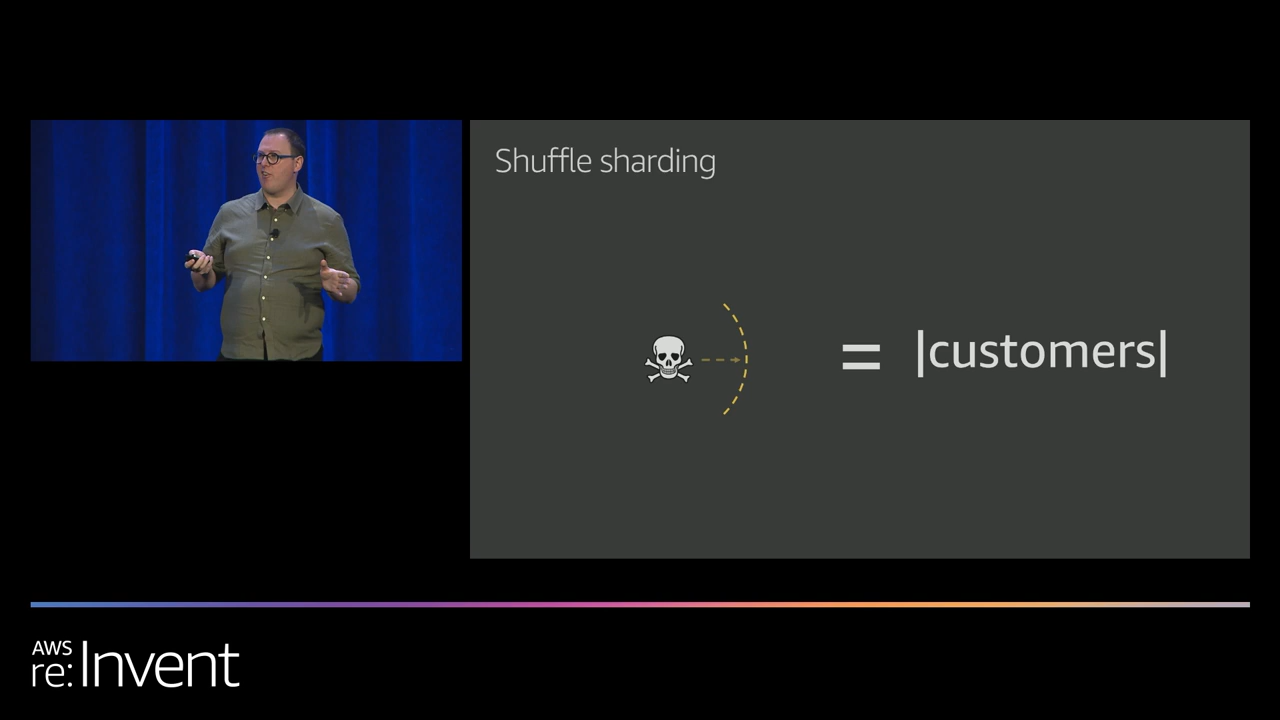 Shuffle sharding
= |customers|
AWS
re:Invent